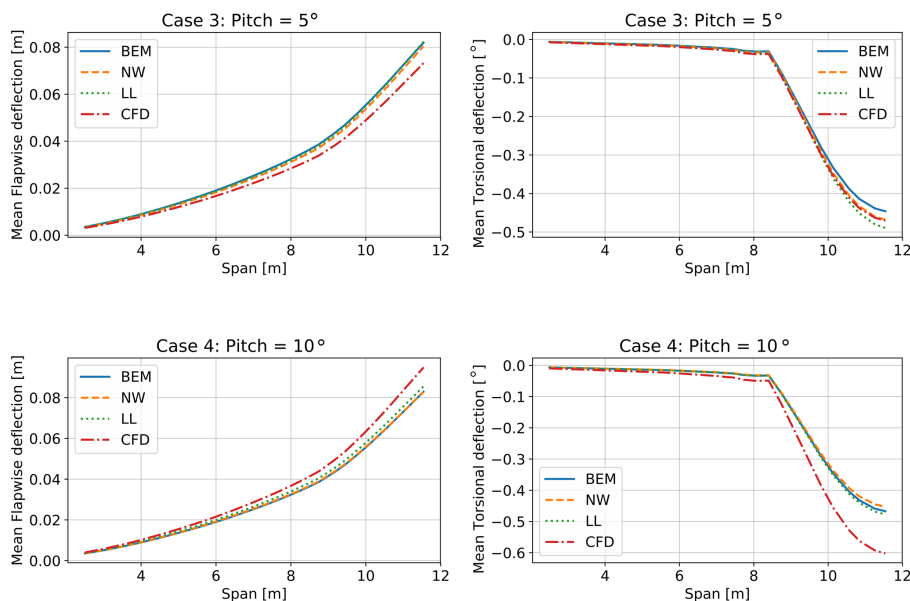 Case 3: Pitch = 5°
Mean Flapwise deflection [m]
0.08
0.06
0.04
0.02
0.00
BEM
NW
LL
CFD
4
6
8
10
12
Span [m]
Case 3: Pitch = 5°
Mean Torsional deflection [°]
0.0
−0.1
−0.2
−0.3
−0.4
−0.5
BEM
NW
LL
CFD
4
6
8
10
12
Span [m]
Case 4: Pitch = 10°
Mean Flapwise deflection [m]
0.08
0.06
0.04
0.02
0.00
BEM
NW
LL
CFD
4
6
8
10
12
Span [m]
Case 4: Pitch = 10°
Mean Torsional deflection [°]
0.0
−0.1
−0.2
−0.3
−0.4
−0.5
−0.6
BEM
NW
LL
CFD
4
6
8
10
12
Span [m]